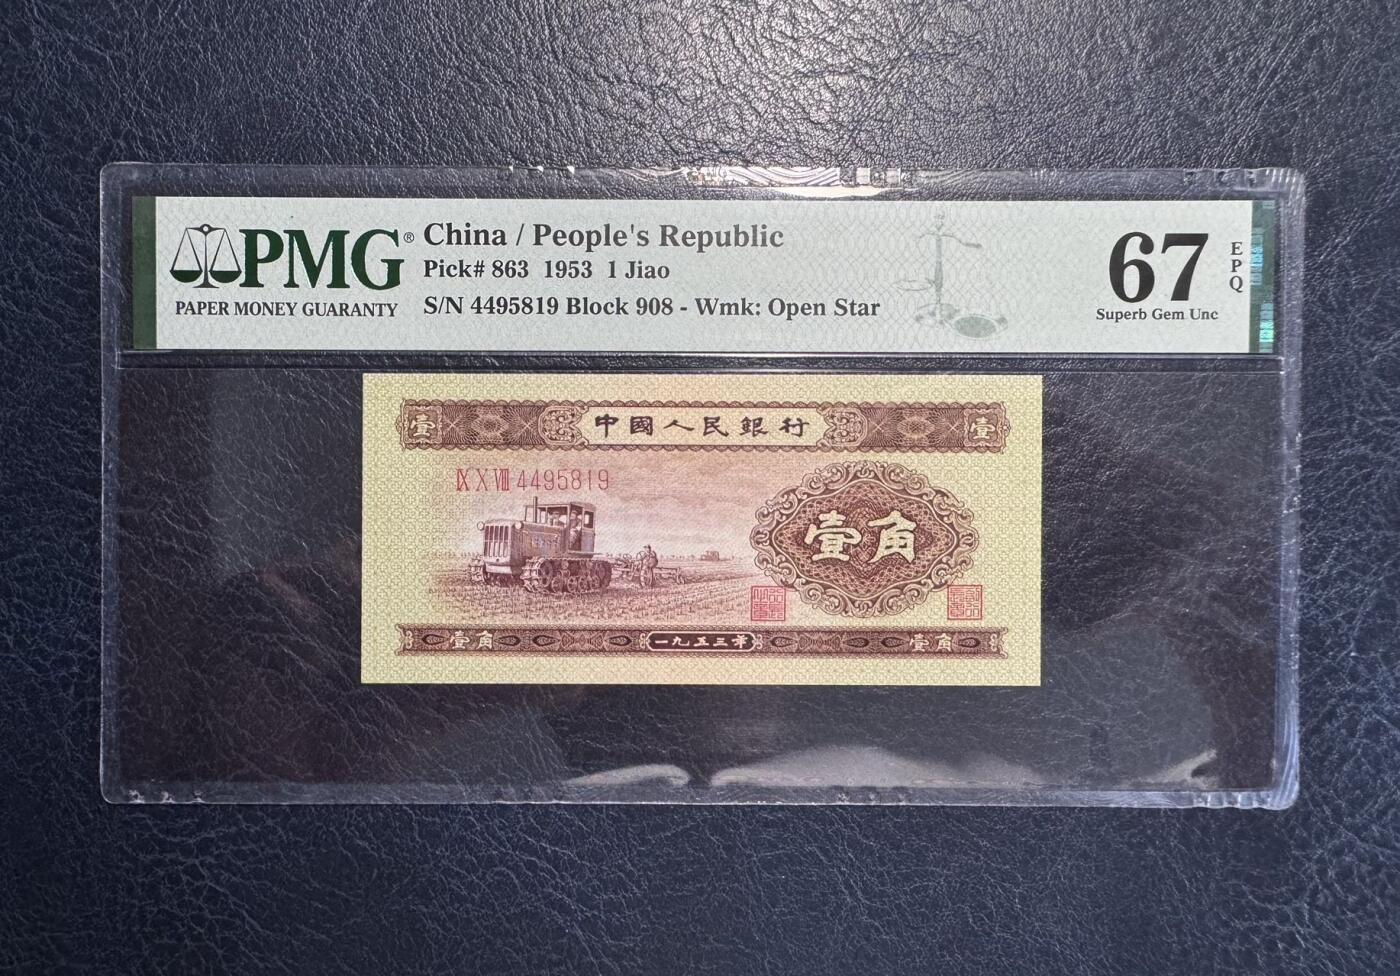 PMG®
PAPER MONEY GUARANTY
China / People's Republic
Pick# 863 1953 1 Jiao
S/N 4495819 Block 908 - Wmk: Open Star
67
EPQ
Superb Gem Unc
壹 中國人民銀行 壹
ⅨⅩⅧ 4495819
壹角
壹角 一九五三年 壹角